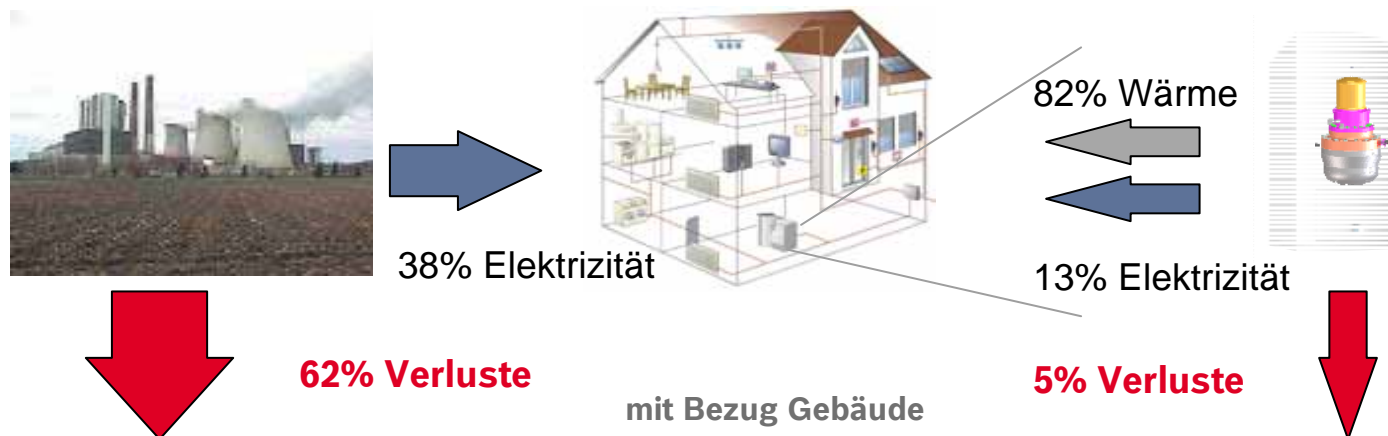 82% Wärme
38% Elektrizität
13% Elektrizität
62% Verluste
5% Verluste
mit Bezug Gebäude